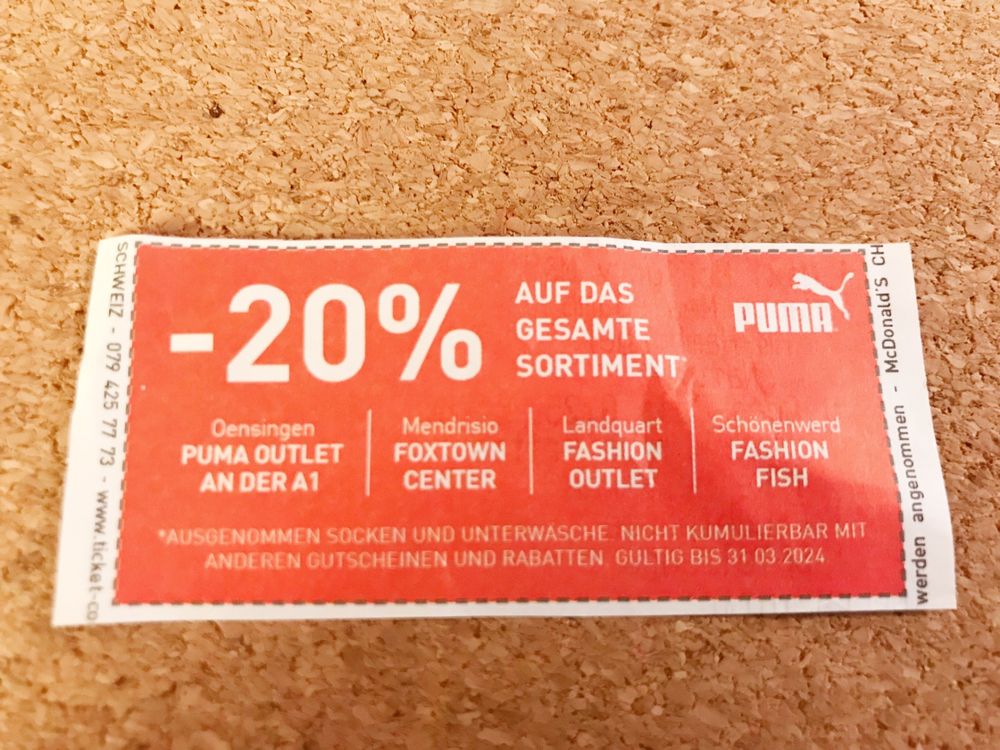 -20%
AUF DAS
GESAMTE
SORTIMENT*
PUMA
Oensingen
PUMA OUTLET
AN DER A1
Mendrisio
FOXTOWN
CENTER
Landquart
FASHION
OUTLET
Schönenwerd
FASHION
FISH
*AUSGENOMMEN SOCKEN UND UNTERWÄSCHE. NICHT KUMULIERBAR MIT
ANDEREN GUTSCHEINEN UND RABATTEN. GÜLTIG BIS 31.03.2024
SCHWEIZ - 079 425 77 73 - www.ticket-co
werden angenommen - McDonald's CH